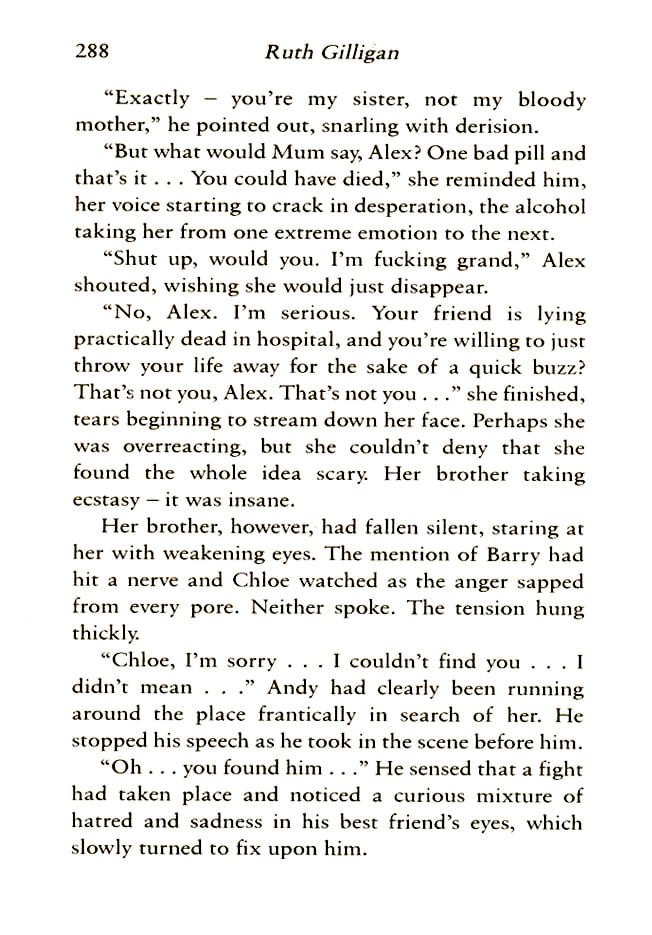 288 Ruth Gilligan
“Exactly – you’re my sister, not my bloody
mother,” he pointed out, snarling with derision.
“But what would Mum say, Alex? One bad pill and
that’s it . . . You could have died,” she reminded him,
her voice starting to crack in desperation, the alcohol
taking her from one extreme emotion to the next.
“Shut up, would you. I’m fucking grand,” Alex
shouted, wishing she would just disappear.
“No, Alex. I’m serious. Your friend is lying
practically dead in hospital, and you’re willing to just
throw your life away for the sake of a quick buzz?
That’s not you, Alex. That’s not you . . .” she finished,
tears beginning to stream down her face. Perhaps she
was overreacting, but she couldn’t deny that she
found the whole idea scary. Her brother taking
ecstasy – it was insane.
Her brother, however, had fallen silent, staring at
her with weakening eyes. The mention of Barry had
hit a nerve and Chloe watched as the anger sapped
from every pore. Neither spoke. The tension hung
thickly.
“Chloe, I’m sorry . . . I couldn’t find you . . . I
didn’t mean . . .” Andy had clearly been running
around the place frantically in search of her. He
stopped his speech as he took in the scene before him.
“Oh . . . you found him . . .” He sensed that a fight
had taken place and noticed a curious mixture of
hatred and sadness in his best friend’s eyes, which
slowly turned to fix upon him.